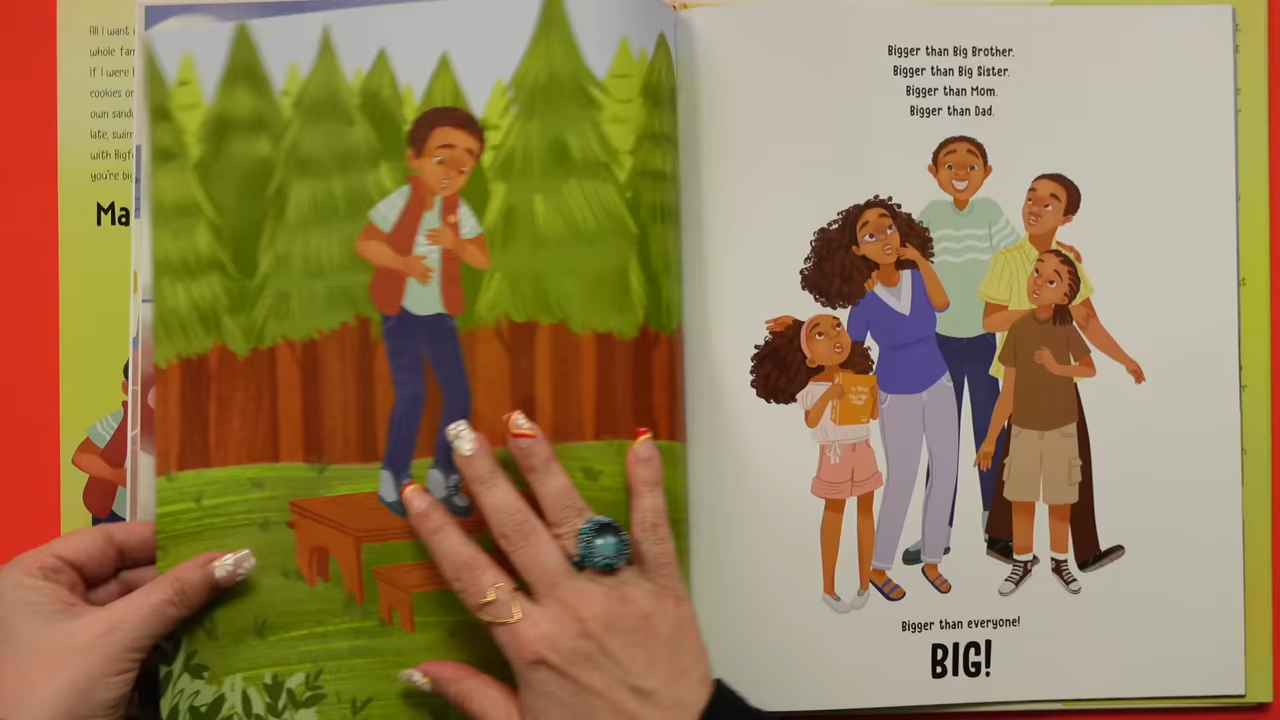 All I want
whole fam
If I were
cookies or
own sand
late, swim
with Bigf
you're big
Ma
Bigger than Big Brother.
Bigger than Big Sister.
Bigger than Mom.
Bigger than Dad.
Bigger than everyone!
BIG!